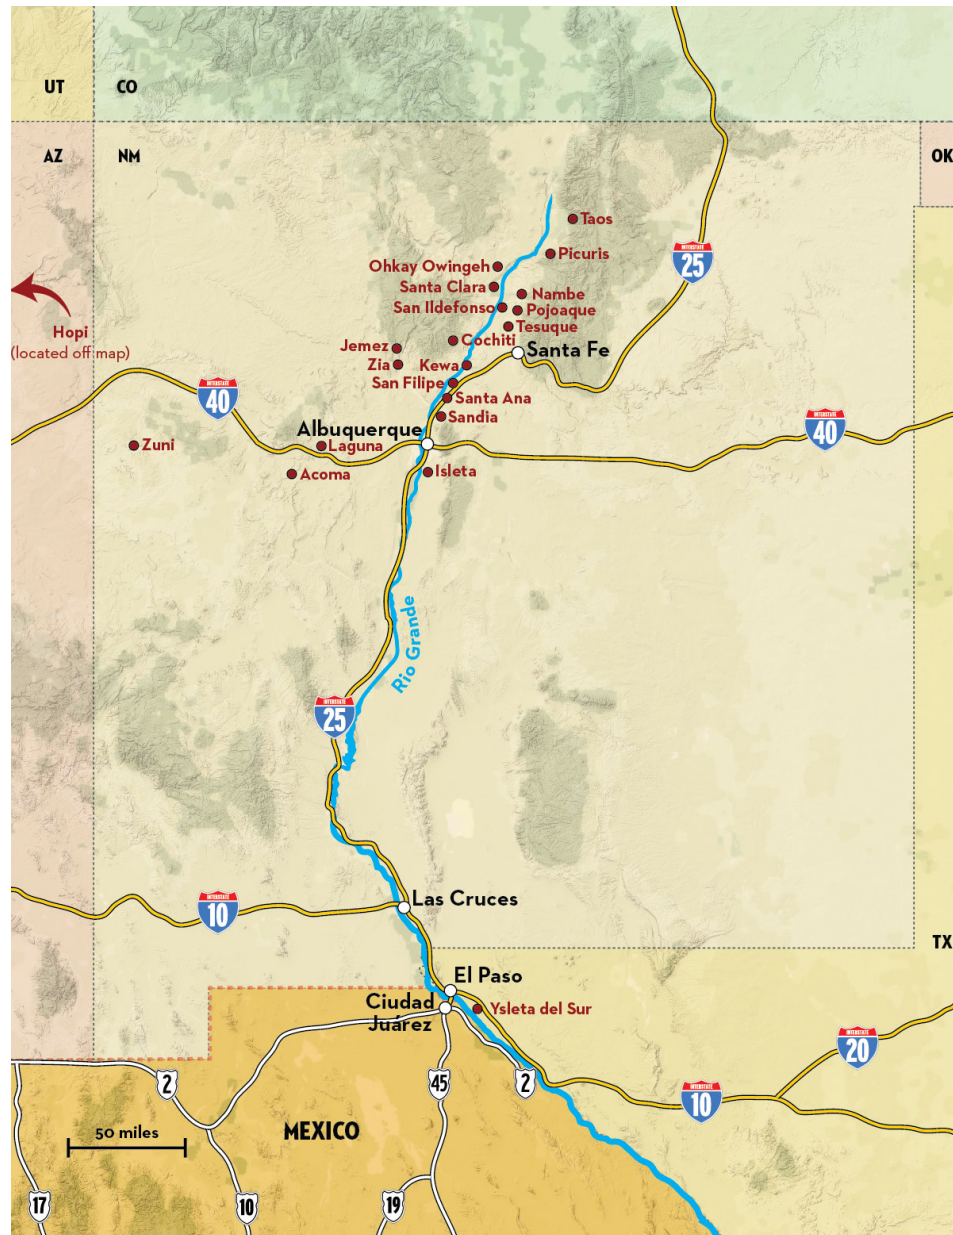 UT
CO
AZ
NM
OK
Taos
Picuris
INTERSTATE
25
Ohkay Owingeh
Santa Clara
Nambe
San Ildefonso
Pojoaque
Tesuque
Hopi
(located off map)
Cochiti
Jemez
Santa Fe
Zia
Kewa
San Filipe
INTERSTATE
40
Santa Ana
Sandia
Albuquerque
INTERSTATE
40
Zuni
Laguna
Acoma
Isleta
Rio Grande
INTERSTATE
25
Las Cruces
INTERSTATE
10
TX
El Paso
Ciudad
Juárez
Ysleta del Sur
INTERSTATE
20
2
45
2
INTERSTATE
10
50 miles
MEXICO
17
10
19